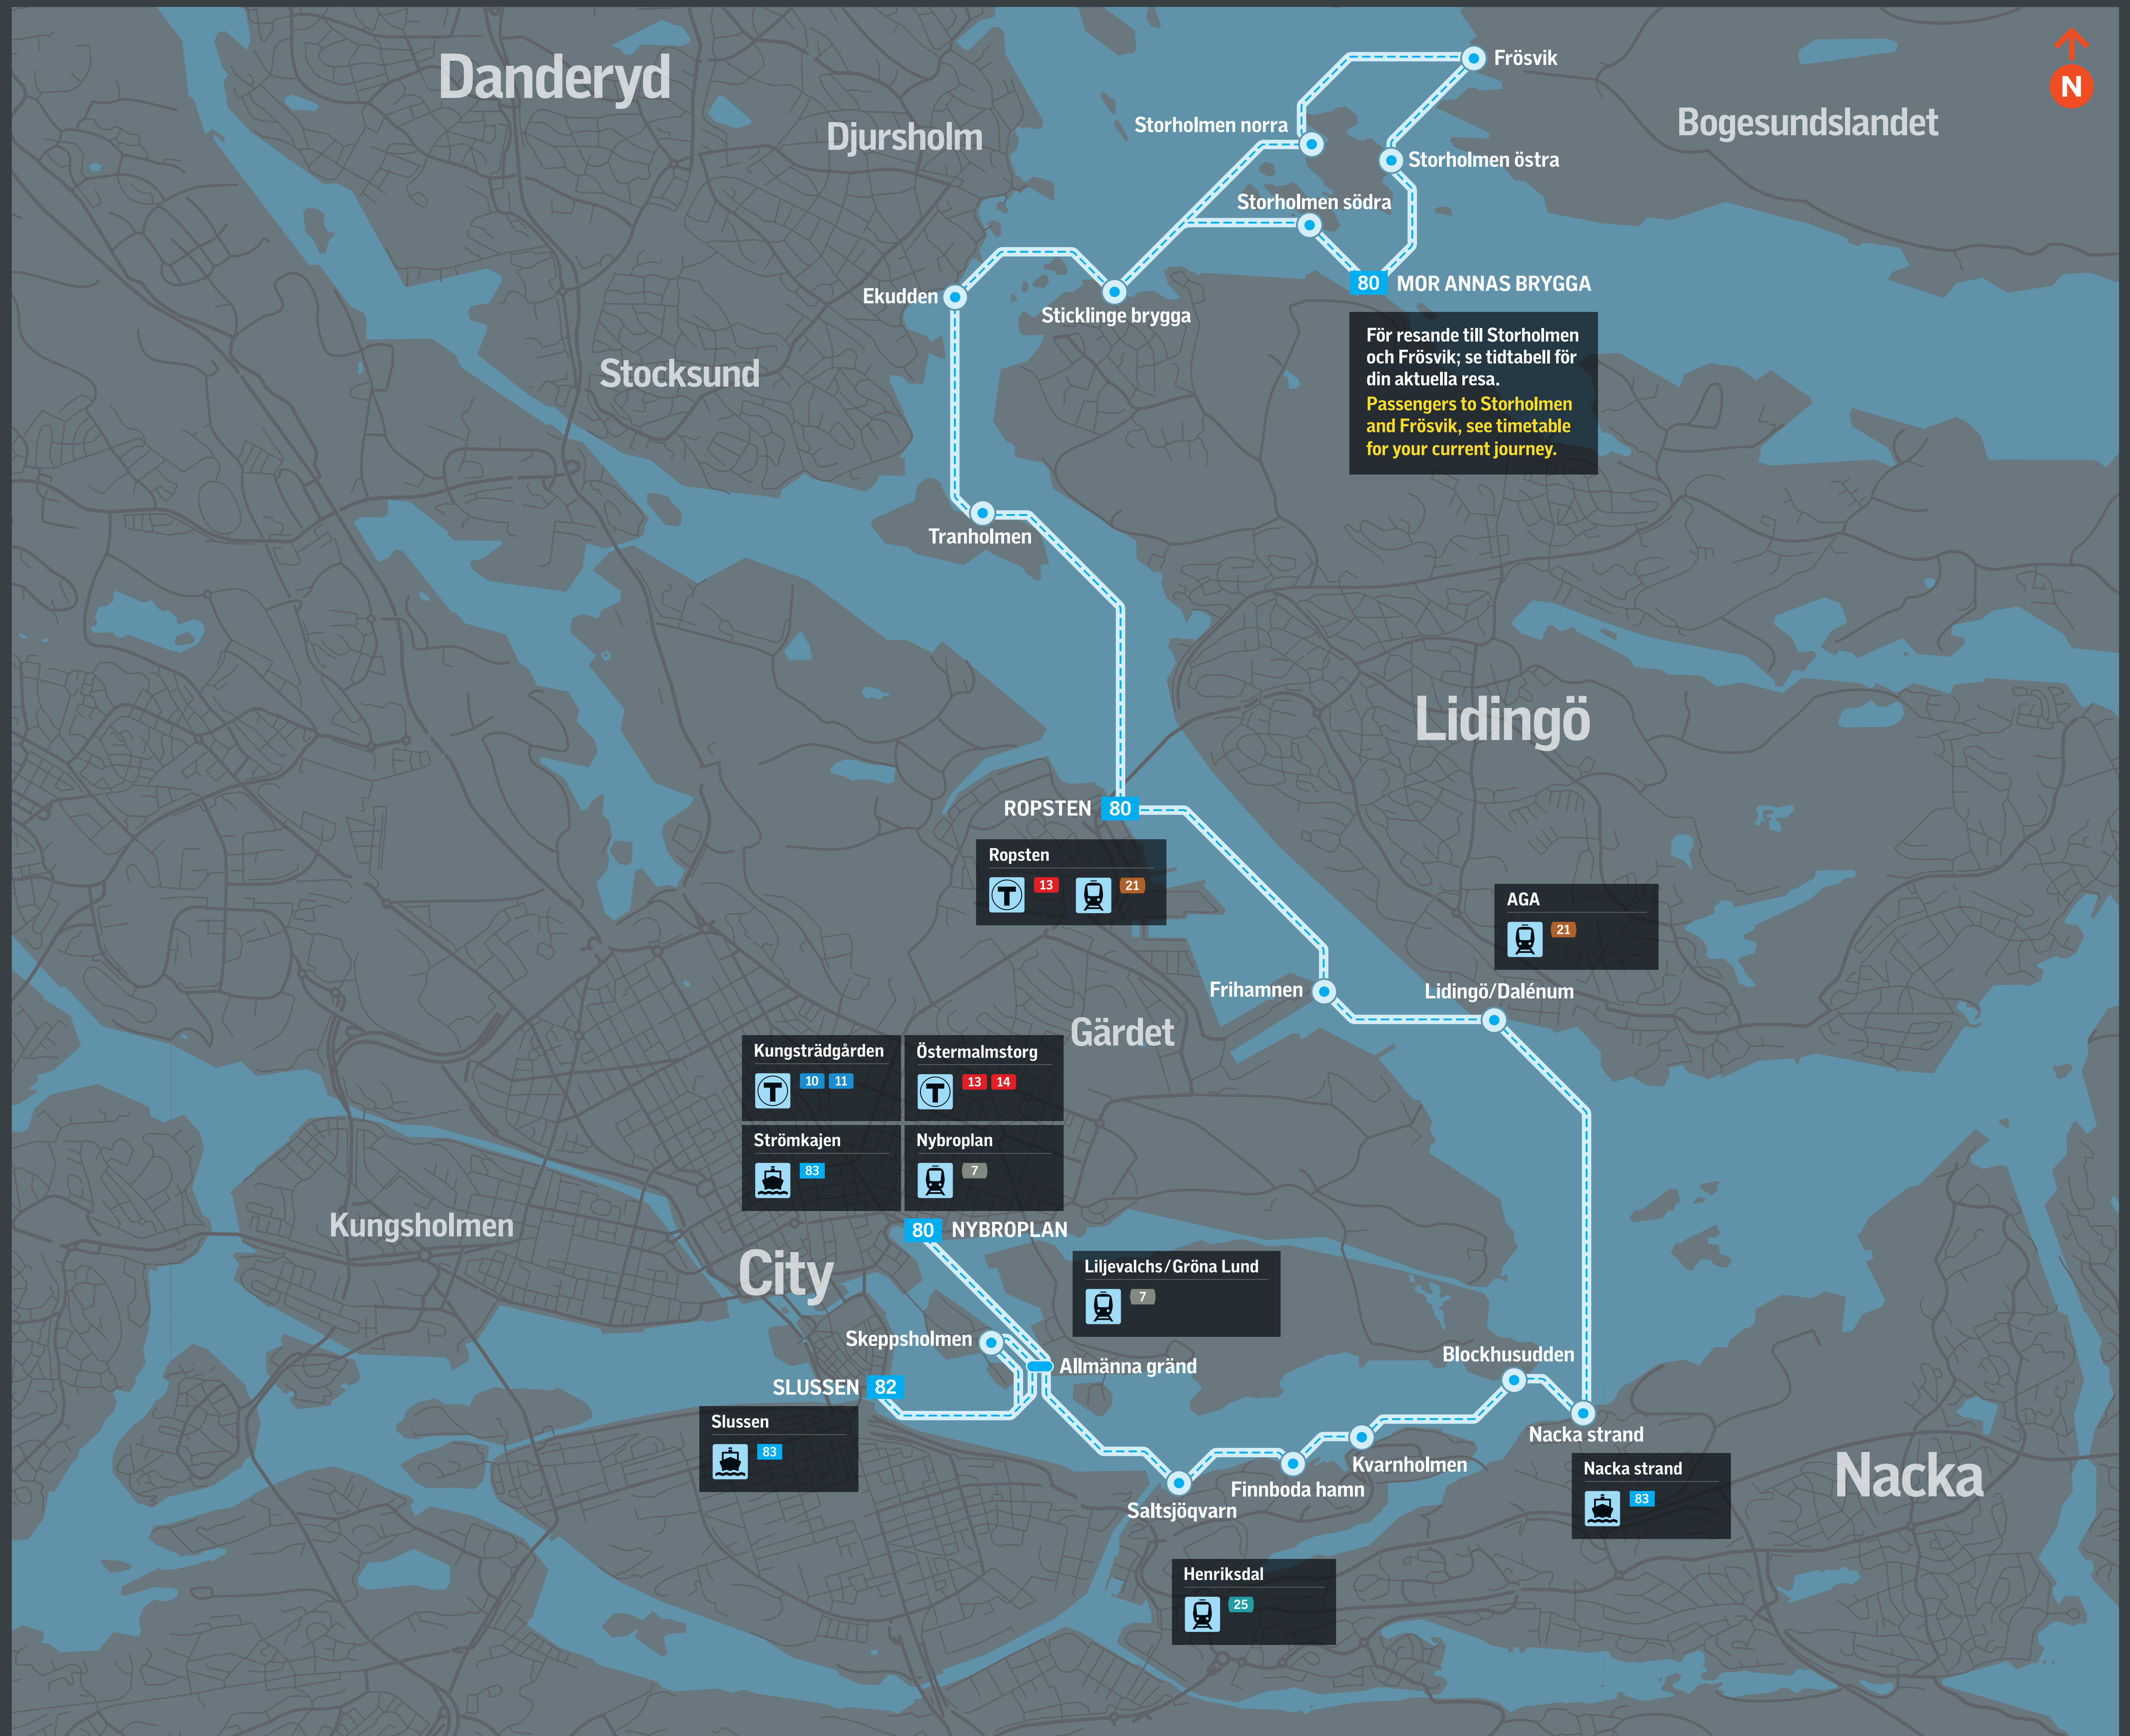 Danderyd
Djursholm
Frösvik
N
Bogesundslandet
Storholmen norra
Storholmen östra
Storholmen södra
80 MOR ANNAS BRYGGA
Ekudden
Sticklinge brygga
För resande till Storholmen
och Frösvik; se tidtabell för
din aktuella resa.
Passengers to Storholmen
and Frösvik, see timetable
for your current journey.
Stocksund
Tranholmen
Lidingö
ROPSTEN 80
Ropsten
T 13 21
AGA
21
Frihamnen
Lidingö/Dalénum
Gärdet
Kungsträdgården
T 10 11
Östermalmstorg
T 13 14
Strömkajen
83
Nybroplan
7
Kungsholmen
80 NYBROPLAN
City
Liljevalchs/Gröna Lund
7
Skeppsholmen
Allmänna gränd
SLUSSEN 82
Slussen
83
Blockhusudden
Nacka strand
Kvarnholmen
Finnboda hamn
Saltsjöqvarn
Nacka strand
83
Nacka
Henriksdal
25